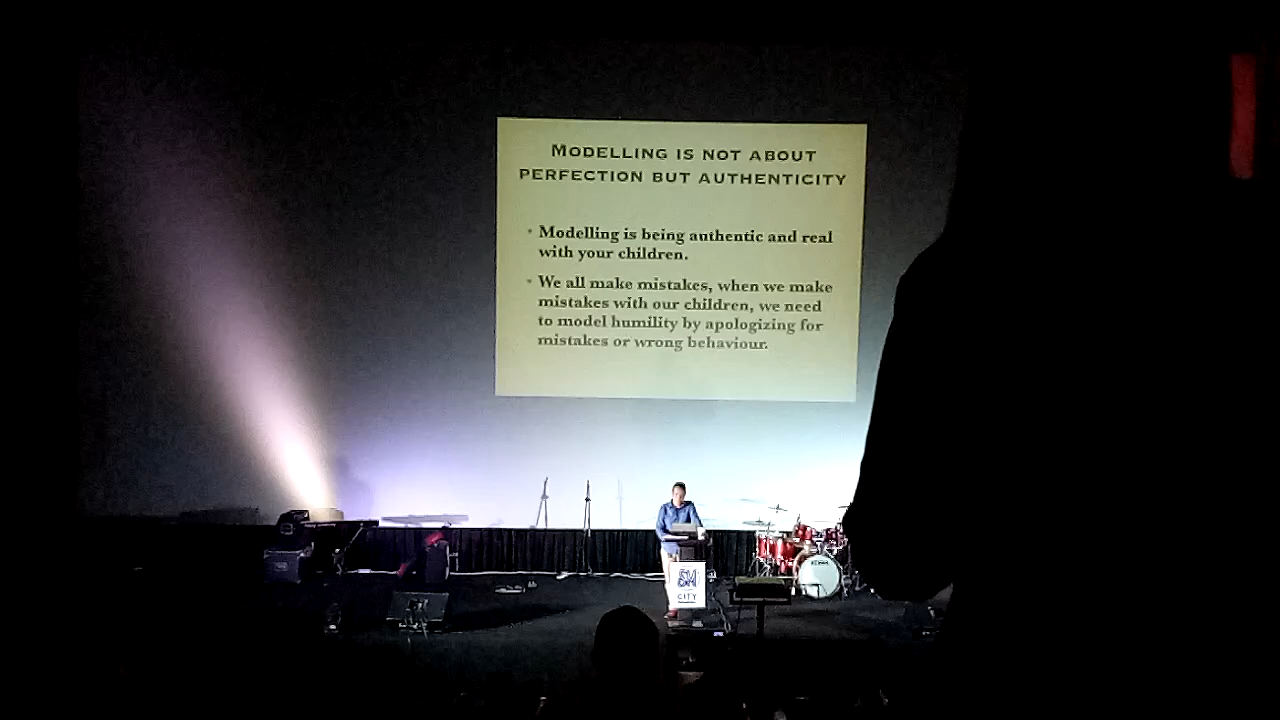 MODELLING IS NOT ABOUT
PERFECTION BUT AUTHENTICITY
• Modelling is being authentic and real
with your children.
• We all make mistakes, when we make
mistakes with our children, we need
to model humility by apologizing for
mistakes or wrong behaviour.
SM
CITY